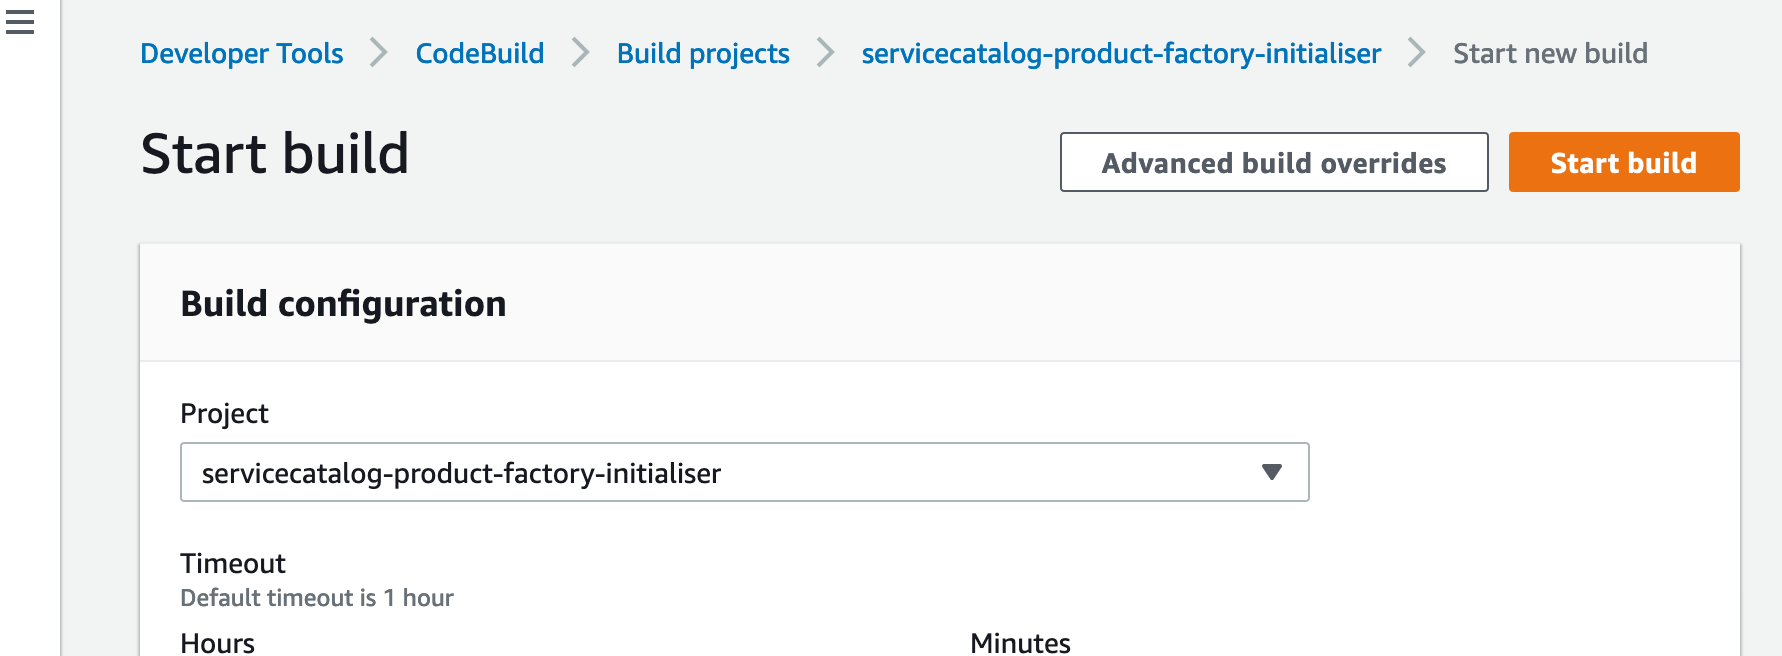 Developer Tools > CodeBuild > Build projects > servicecatalog-product-factory-initialiser > Start new build
Start build
Advanced build overrides
Start build
Build configuration
Project
servicecatalog-product-factory-initialiser
Timeout
Default timeout is 1 hour
Hours
Minutes